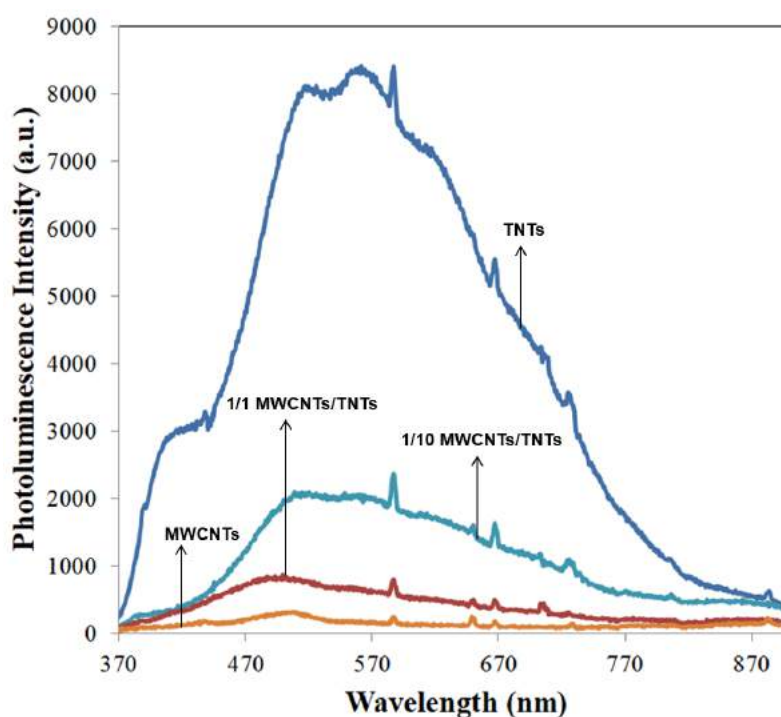 9000
8000
7000
6000
5000
4000
3000
2000
1000
0
Photoluminescence Intensity (a.u.)
TNTs
1/1 MWCNTs/TNTs
1/10 MWCNTs/TNTs
MWCNTs
370 470 570 670 770 870
Wavelength (nm)